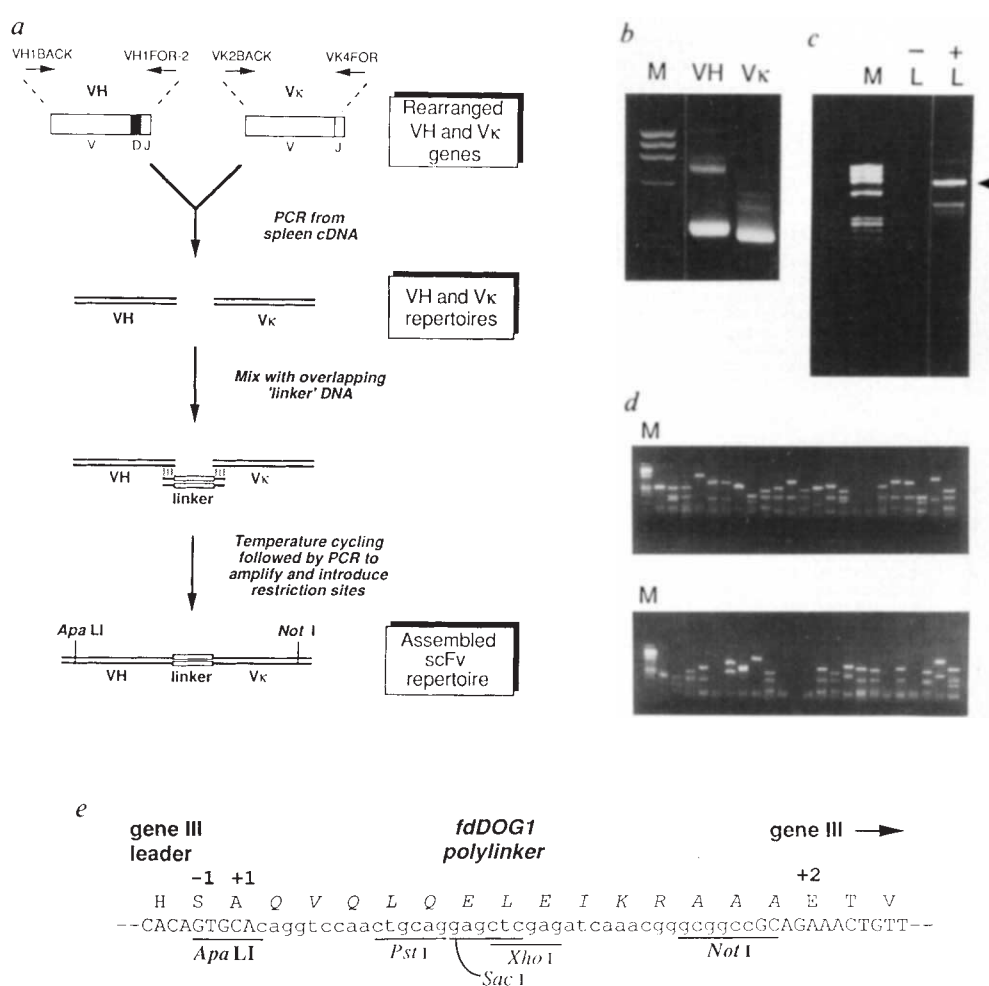 a
VH1BACK VH1FOR-2 VK2BACK VK4FOR
VH Vκ
V D J V J
Rearranged
VH and Vκ
genes
PCR from
spleen cDNA
VH Vκ
VH and Vκ
repertoires
Mix with overlapping
'linker' DNA
VH Vκ
linker
Temperature cycling
followed by PCR to
amplify and introduce
restriction sites
Apa LI Not I
VH linker Vκ
Assembled
scFv
repertoire
b
M VH Vκ
c
− +
M L L
d
M
M
e
gene III
leader
fdDOG1
polylinker
gene III
-1 +1 +2
H S A Q V Q L Q E L E I K R A A A E T V
--CACAGTGCAcaggtccaactgcaggagctcgagatcaaacgggcggccGCAGAAACTGTT--
Apa LI Pst I Xho I Not I
Sac I